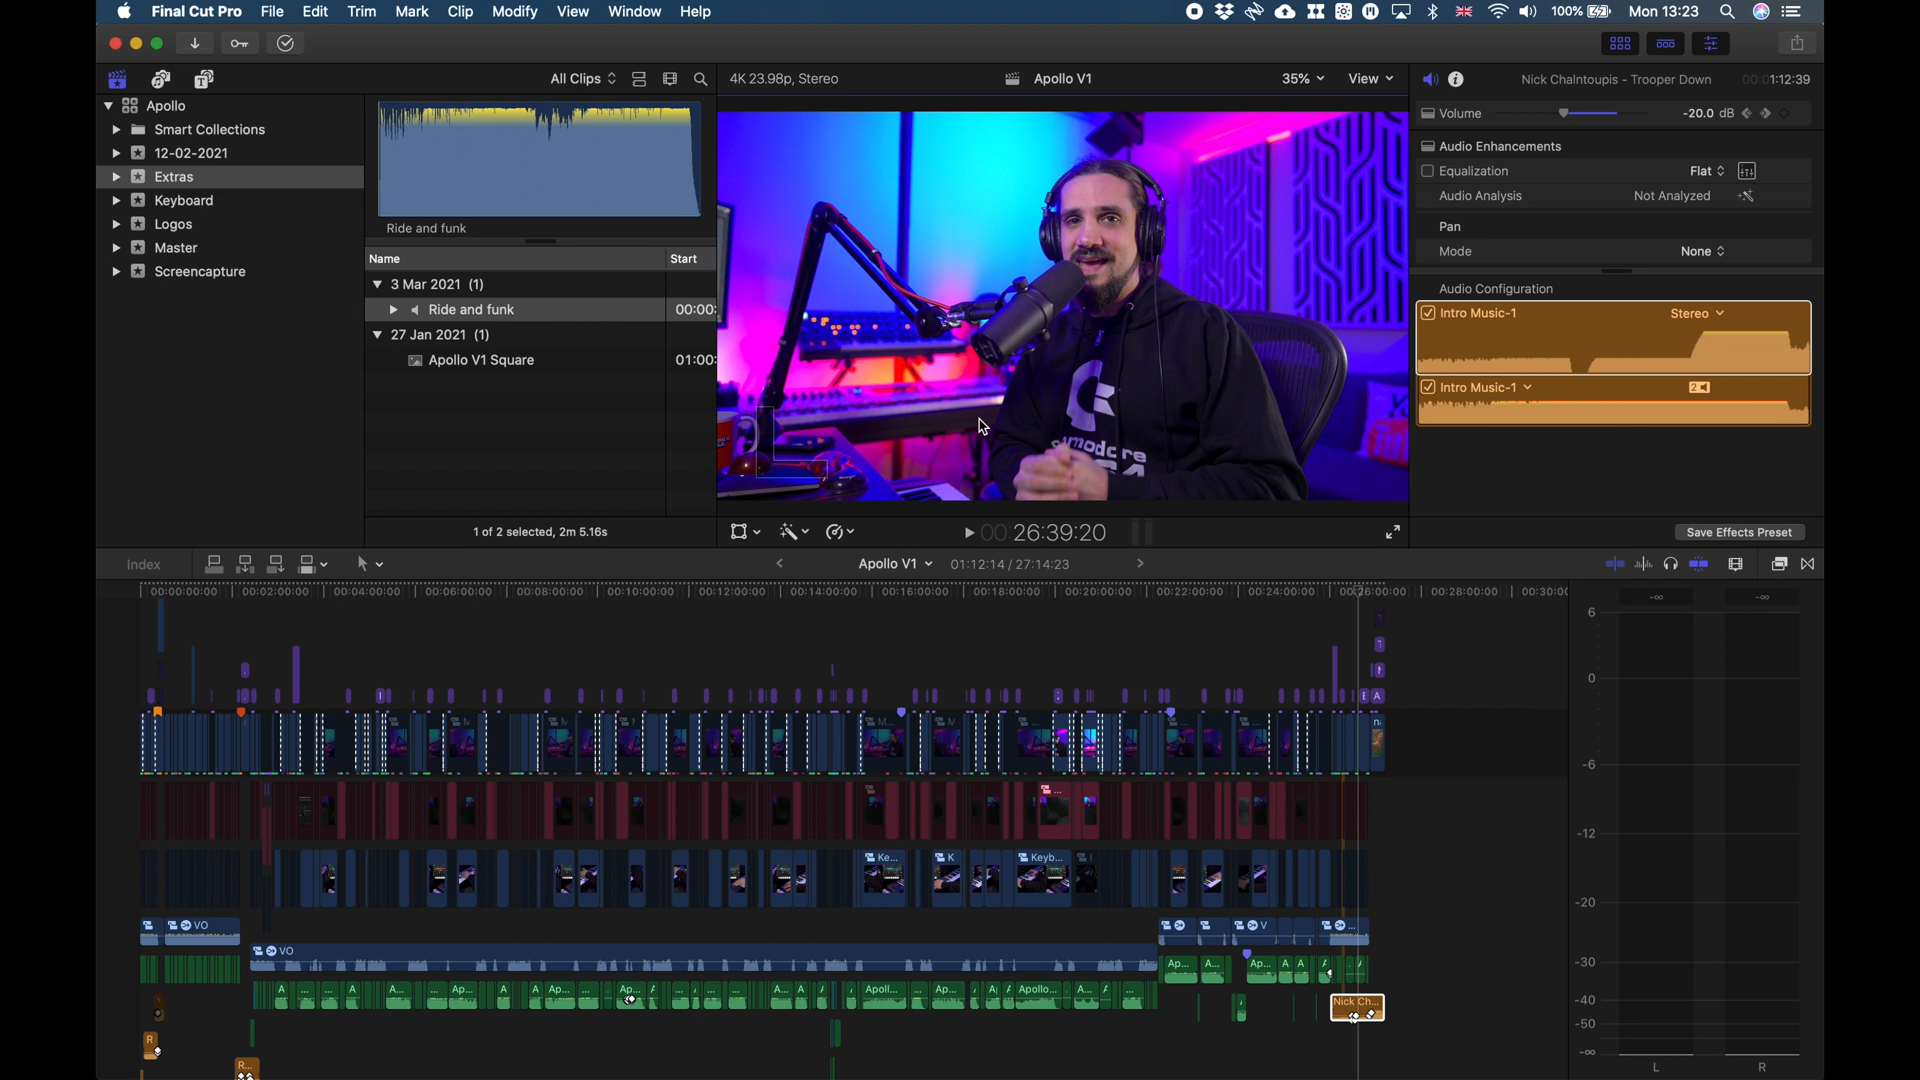 Final Cut Pro File Edit Trim Mark Clip Modify View Window Help 100% Mon 13:23
All Clips 4K 23.98p, Stereo Apollo V1 35% View Nick Chalntoupis - Trooper Down 00:01:12:39
Apollo
Smart Collections
12-02-2021
Extras
Keyboard
Logos
Master
Screencapture
Ride and funk
Name Start
3 Mar 2021 (1)
Ride and funk 00:00:
27 Jan 2021 (1)
Apollo V1 Square 01:00:
1 of 2 selected, 2m 5.16s
00:26:39:20
Volume -20.0 dB
Audio Enhancements
Equalization Flat
Audio Analysis Not Analyzed
Pan
Mode None
Audio Configuration
Intro Music-1 Stereo
Intro Music-1 2
Save Effects Preset
Index Apollo V1 01:12:14 / 27:14:23
00:00:00:00 00:02:00:00 00:04:00:00 00:06:00:00 00:08:00:00 00:10:00:00 00:12:00:00 00:14:00:00 00:16:00:00 00:18:00:00 00:20:00:00 00:22:00:00 00:24:00:00 00:26:00:00 00:28:00:00 00:30:00
Ke... K Keyb...
VO V ...
VO
Ap... A... Ap... A A
A ... ... A A... ... Ap... A A Ap... ... Ap... A ... ... A... A Apoll... ... Ap... A Apollo... A... ...
Nick Ch...
R
R...
-∞ -∞
6
0
-6
-12
-20
-30
-40
-50
-∞
L R